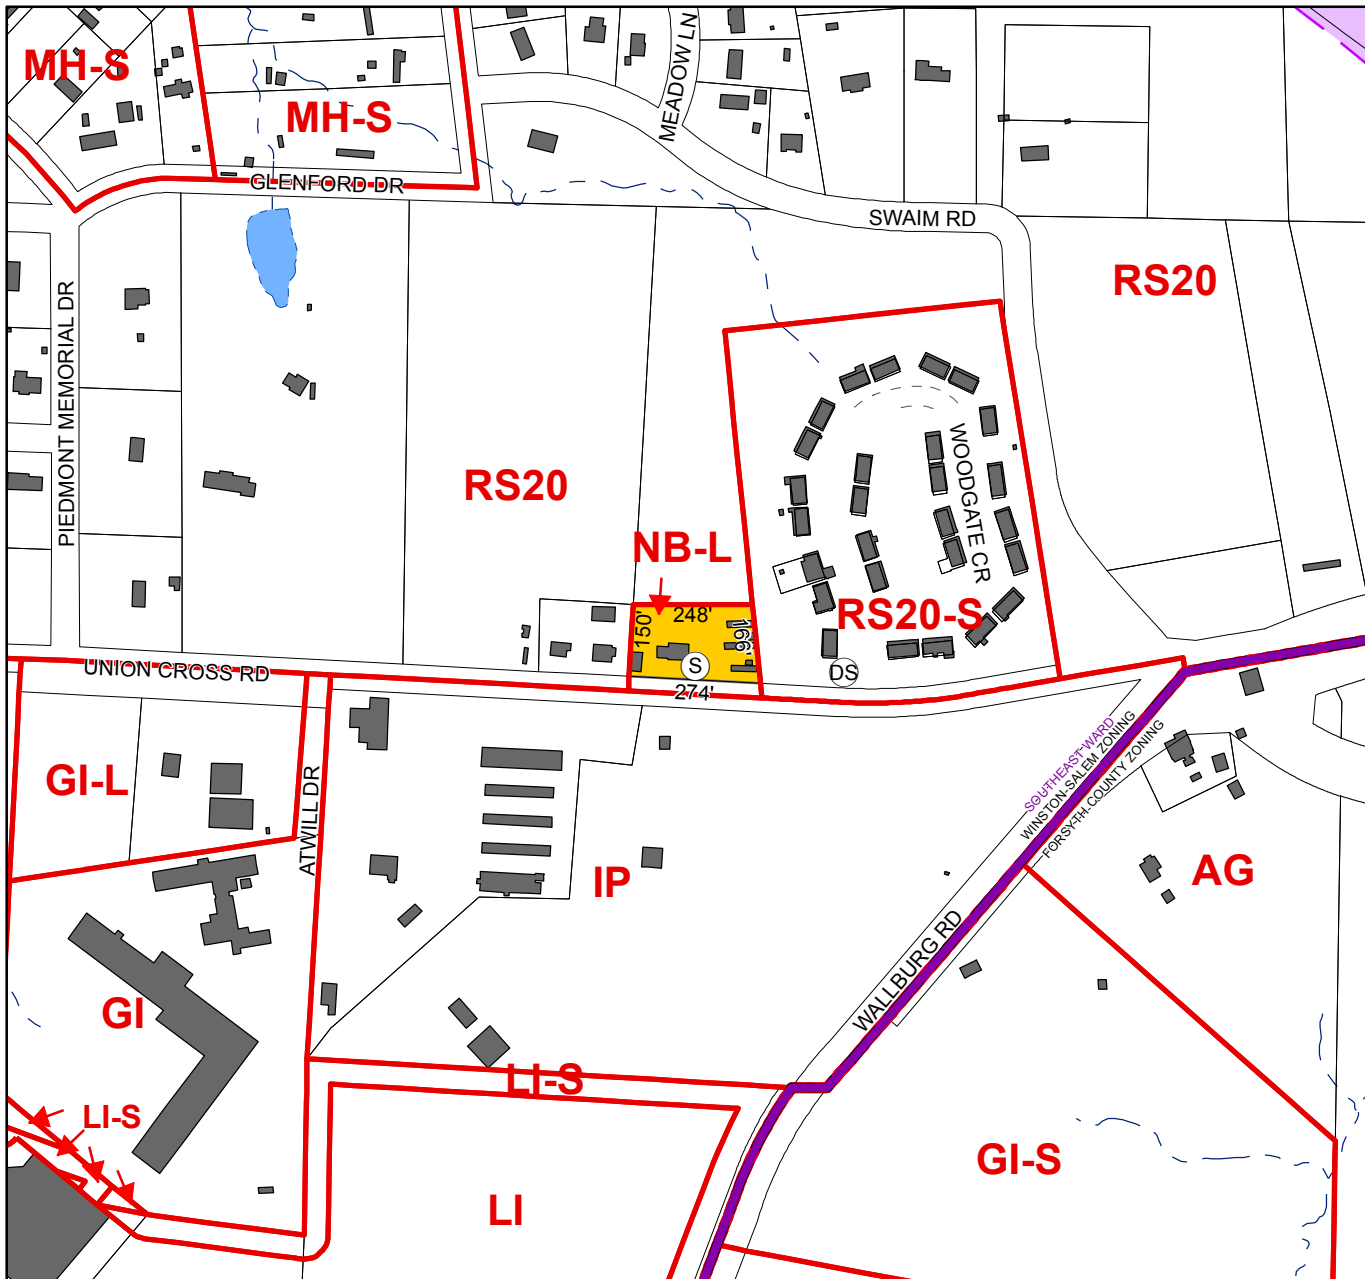 MH-S
MH-S
MEADOW LN
GLENFORD DR
SWAIM RD
RS20
PIEDMONT MEMORIAL DR
RS20
WOODGATE CR
NB-L
RS20-S
248'
150'
166'
S
DS
274'
UNION CROSS RD
GI-L
ATWILL DR
SOUTHEAST WARD
WINSTON-SALEM ZONING
FORSYTH COUNTY ZONING
IP
AG
WALLBURG RD
GI
LI-S
LI-S
GI-S
LI